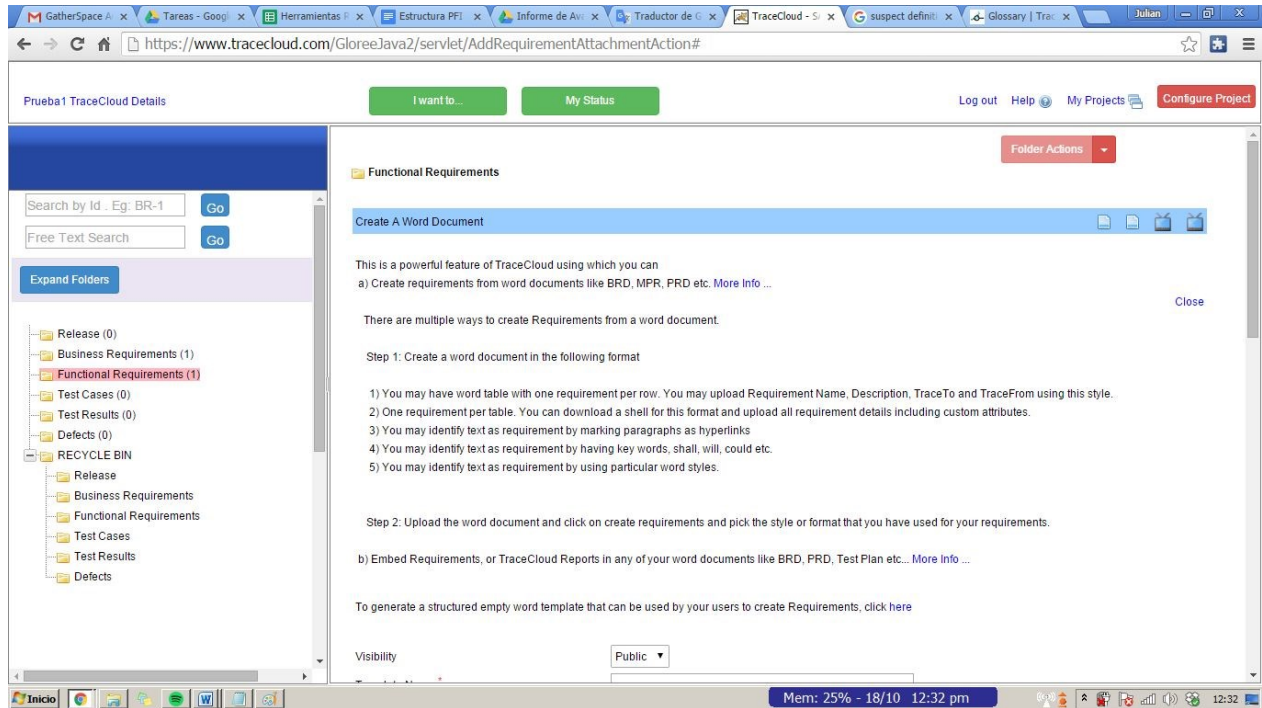 GatherSpace A
Tareas - Googl
Herramientas
Estructura PFI
Informe de Av
Traductor de G
TraceCloud - S
suspect definit
Glossary | Trac
Julian
https://www.tracecloud.com/GloreeJava2/servlet/AddRequirementAttachmentAction#
Prueba1 TraceCloud Details
I want to...
My Status
Log out
Help
My Projects
Configure Project
Search by Id . Eg: BR-1
Go
Free Text Search
Go
Expand Folders
Release (0)
Business Requirements (1)
Functional Requirements (1)
Test Cases (0)
Test Results (0)
Defects (0)
RECYCLE BIN
Release
Business Requirements
Functional Requirements
Test Cases
Test Results
Defects
Folder Actions
Functional Requirements
Create A Word Document
This is a powerful feature of TraceCloud using which you can
a) Create requirements from word documents like BRD, MPR, PRD etc. More Info ...
Close
There are multiple ways to create Requirements from a word document.
Step 1: Create a word document in the following format
1) You may have word table with one requirement per row. You may upload Requirement Name, Description, TraceTo and TraceFrom using this style.
2) One requirement per table. You can download a shell for this format and upload all requirement details including custom attributes.
3) You may identify text as requirement by marking paragraphs as hyperlinks
4) You may identify text as requirement by having key words, shall, will, could etc.
5) You may identify text as requirement by using particular word styles.
Step 2: Upload the word document and click on create requirements and pick the style or format that you have used for your requirements.
b) Embed Requirements, or TraceCloud Reports in any of your word documents like BRD, PRD, Test Plan etc... More Info ...
To generate a structured empty word template that can be used by your users to create Requirements, click here
Visibility
Public
Inicio
Mem: 25% - 18/10 12:32 pm
12:32